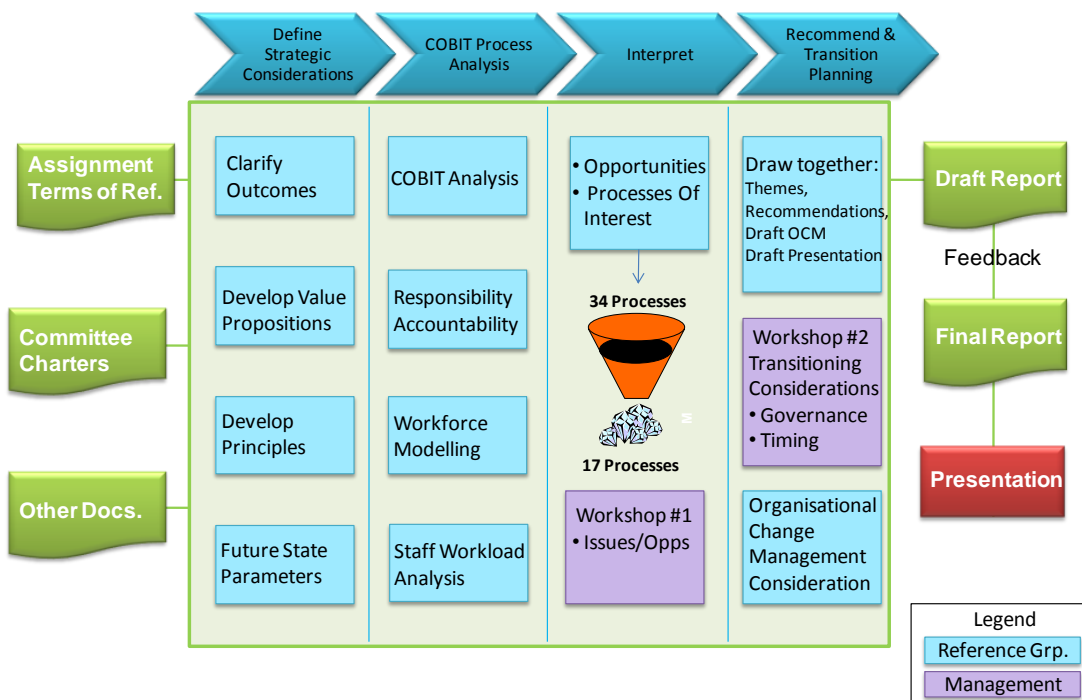 Define
Strategic
Considerations
COBIT Process
Analysis
Interpret
Recommend &
Transition
Planning
Assignment
Terms of Ref.
Committee
Charters
Other Docs.
Clarify
Outcomes
Develop Value
Propositions
Develop
Principles
Future State
Parameters
COBIT Analysis
Responsibility
Accountability
Workforce
Modelling
Staff Workload
Analysis
• Opportunities
• Processes Of
Interest
34 Processes
M
17 Processes
Workshop #1
• Issues/Opps
Draw together:
Themes,
Recommendations,
Draft OCM
Draft Presentation
Workshop #2
Transitioning
Considerations
• Governance
• Timing
Organisational
Change
Management
Consideration
Draft Report
Feedback
Final Report
Presentation
Legend
Reference Grp.
Management